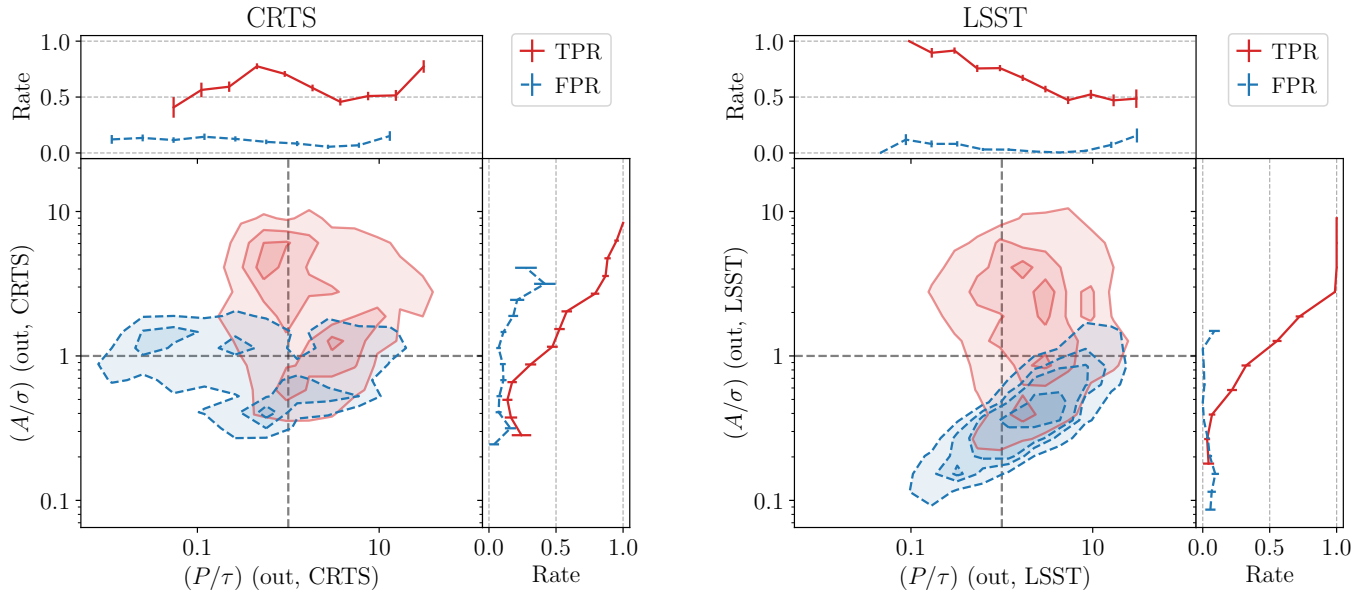 CRTS
LSST
1.0
0.5
0.0
Rate
TPR
FPR
1.0
0.5
0.0
Rate
TPR
FPR
10
1
0.1
(A/σ) (out, CRTS)
10
1
0.1
(A/σ) (out, LSST)
0.1
10
0.0
0.5
1.0
0.1
10
0.0
0.5
1.0
(P/τ) (out, CRTS)
Rate
(P/τ) (out, LSST)
Rate